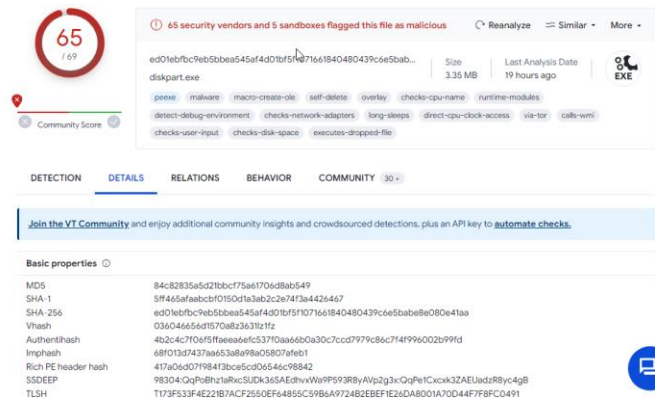 65
/ 69
Community Score
65 security vendors and 5 sandboxes flagged this file as malicious
Reanalyze
Similar
More
ed01ebfbc9eb5bbea545af4d01bf5f1071661840480439c6e5bab...
diskpart.exe
Size
3.35 MB
Last Analysis Date
19 hours ago
EXE
peexe malware macro-create-ole self-delete overlay checks-cpu-name runtime-modules
detect-debug-environment checks-network-adapters long-sleeps direct-cpu-clock-access via-tor calls-wmi
checks-user-input checks-disk-space executes-dropped-file
DETECTION DETAILS RELATIONS BEHAVIOR COMMUNITY 30 +
Join the VT Community and enjoy additional community insights and crowdsourced detections, plus an API key to automate checks.
Basic properties
MD5 84c82835a5d21bbcf75a61706d8ab549
SHA-1 5ff465afaabcbf0150d1a3ab2c2e74f3a4426467
SHA-256 ed01ebfbc9eb5bbea545af4d01bf5f1071661840480439c6e5babe8e080e41aa
Vhash 036046656d1570a8z3631lz1fz
Authentihash 4b2c4c7f06f5ffaeea6efc537f0aa66b0a30c7ccd7979c86c7f4f996002b99fd
Imphash 68f013d7437aa653a8a98a05807afeb1
Rich PE header hash 417a06d07f984f3bce5cd06546c98842
SSDEEP 98304:QqPoBhz1aRxcSUDk36SAEdhvxWa9P593R8yAVp2g3x:QqPe1Cxcxk3ZAEUadzR8yc4gB
TLSH T173F533F4E221B7ACF2550EF64855C59B6A9724B2EBEF1E26DA8001A70D44F7F8FC0491